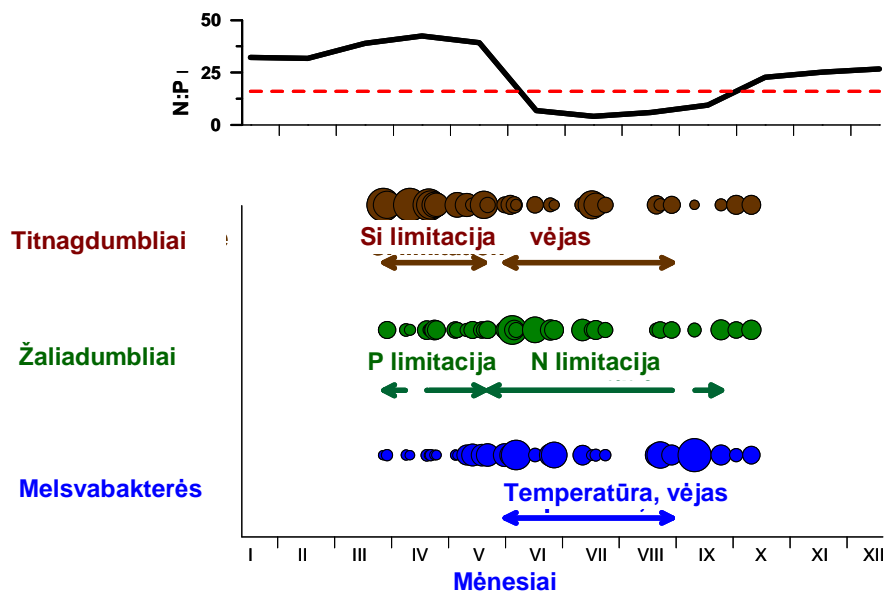 50
25
0
N:P
Titnagdumbliai
Si limitacija vėjas
Žaliadumbliai
P limitacija N limitacija
Melsvabakterės
Temperatūra, vėjas
I II III IV V VI VII VIII IX X XI XII
Mėnesiai